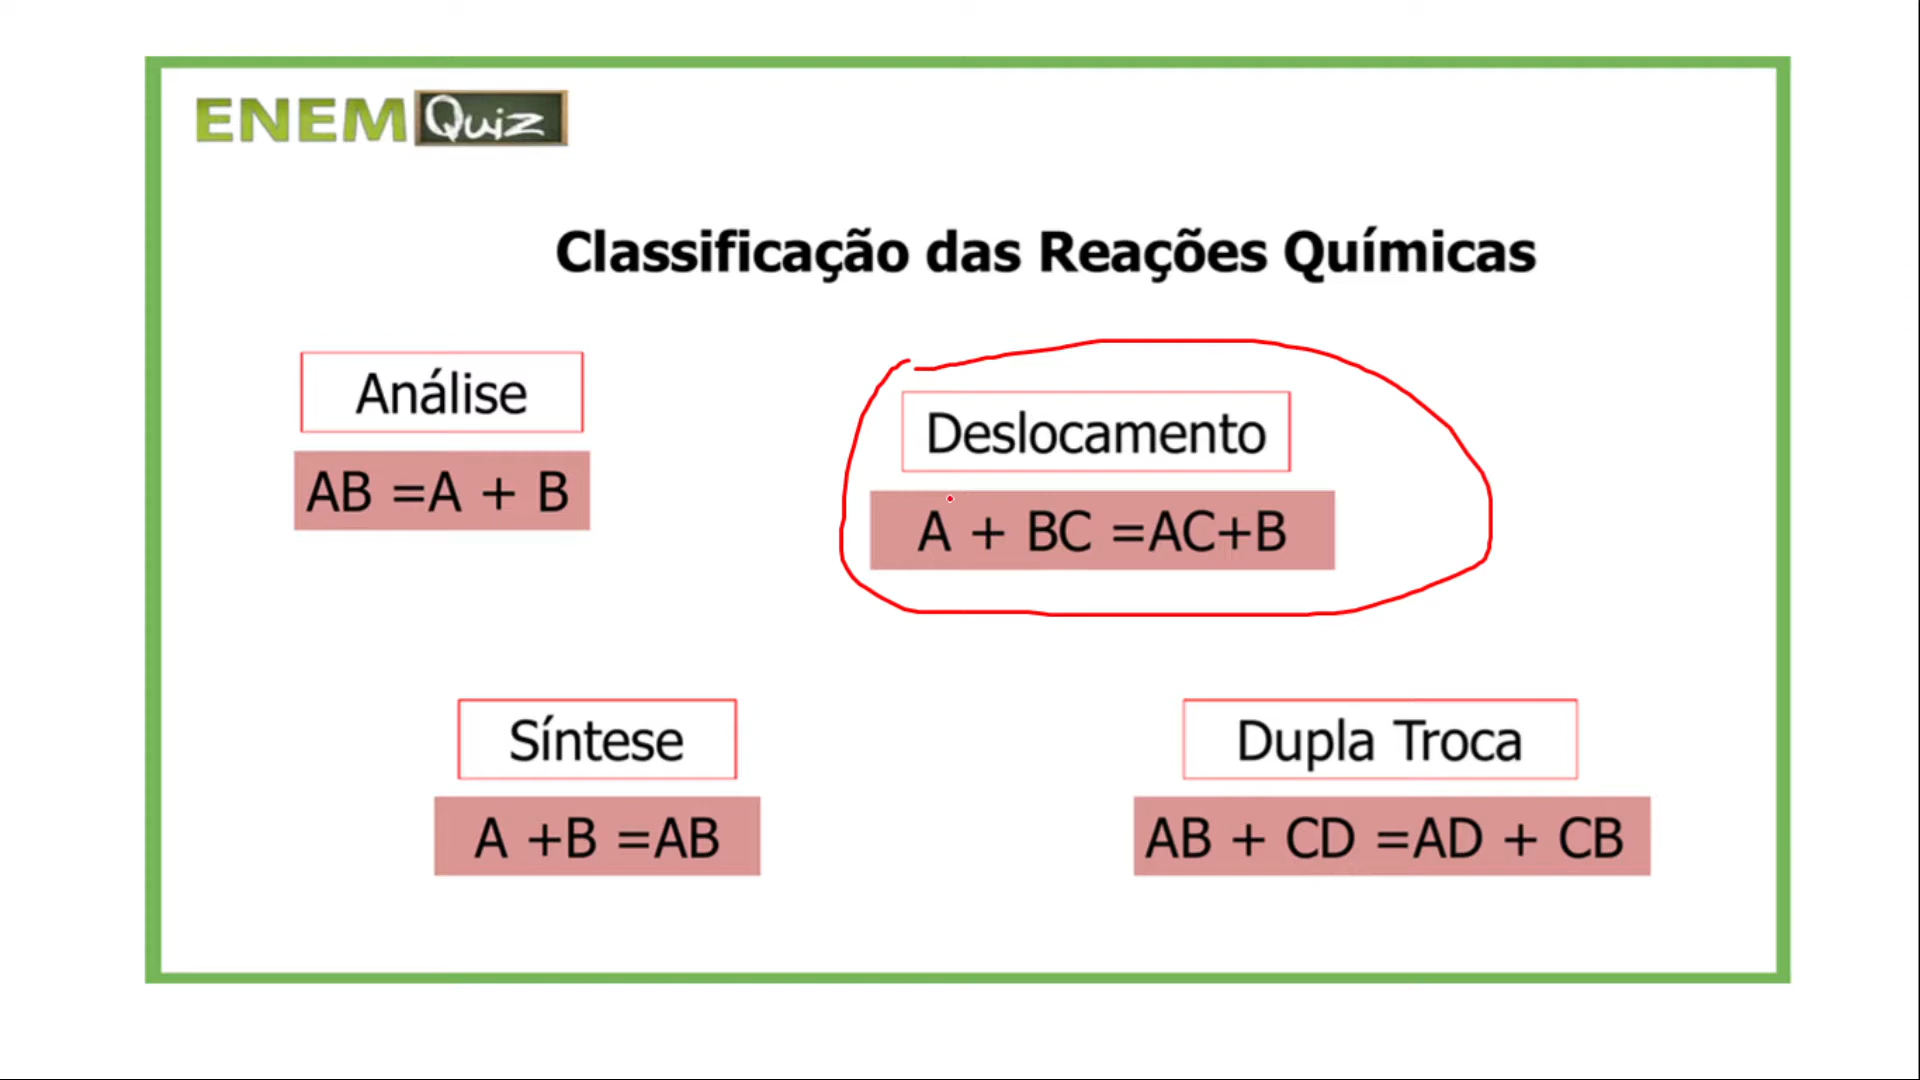 ENEM Quiz
Classificação das Reações Químicas
Análise
AB =A + B
Deslocamento
A + BC =AC+B
Síntese
A +B =AB
Dupla Troca
AB + CD =AD + CB